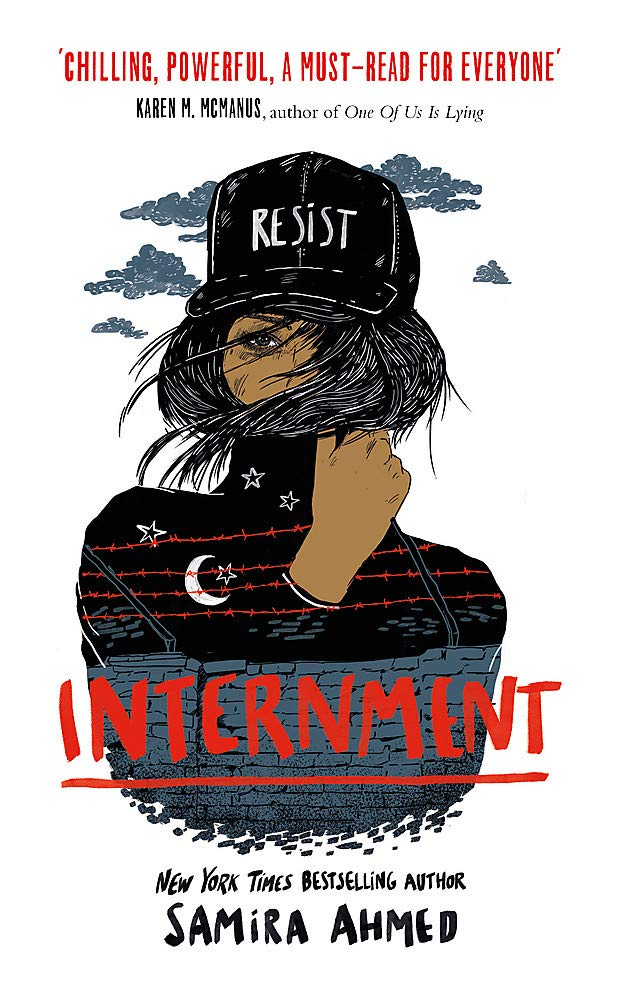 'CHILLING, POWERFUL, A MUST-READ FOR EVERYONE'
KAREN M. MCMANUS, author of One Of Us Is Lying
RESIST
INTERNMENT
NEW YORK TIMES BESTSELLING AUTHOR
SAMIRA AHMED